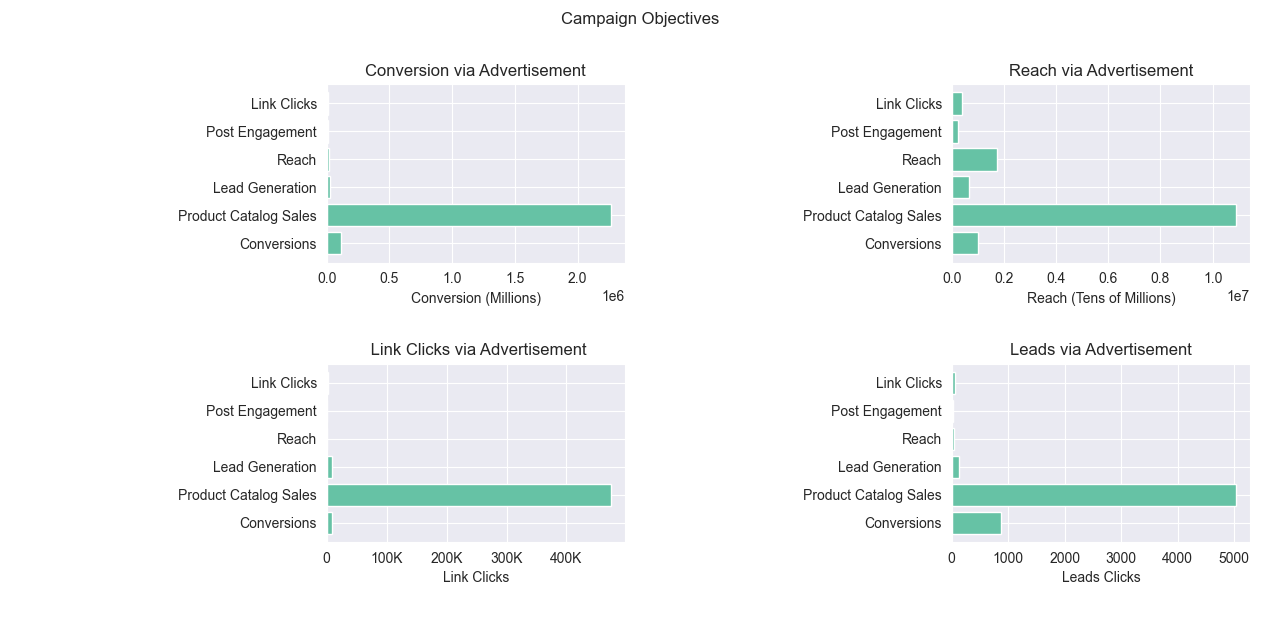 Campaign Objectives
Conversion via Advertisement
Link Clicks
Post Engagement
Reach
Lead Generation
Product Catalog Sales
Conversions
0.0 0.5 1.0 1.5 2.0
1e6
Conversion (Millions)
Reach via Advertisement
Link Clicks
Post Engagement
Reach
Lead Generation
Product Catalog Sales
Conversions
0.0 0.2 0.4 0.6 0.8 1.0
1e7
Reach (Tens of Millions)
Link Clicks via Advertisement
Link Clicks
Post Engagement
Reach
Lead Generation
Product Catalog Sales
Conversions
0 100K 200K 300K 400K
Link Clicks
Leads via Advertisement
Link Clicks
Post Engagement
Reach
Lead Generation
Product Catalog Sales
Conversions
0 1000 2000 3000 4000 5000
Leads Clicks